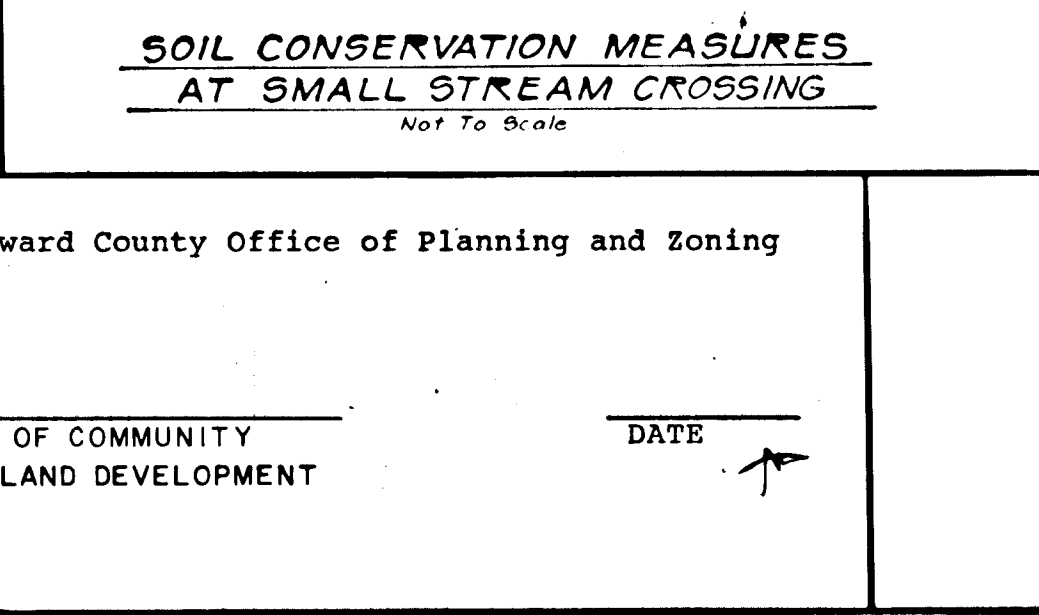 SOIL CONSERVATION MEASURES
AT SMALL STREAM CROSSING
Not To Scale
ward County Office of Planning and Zoning
OF COMMUNITY
LAND DEVELOPMENT
DATE